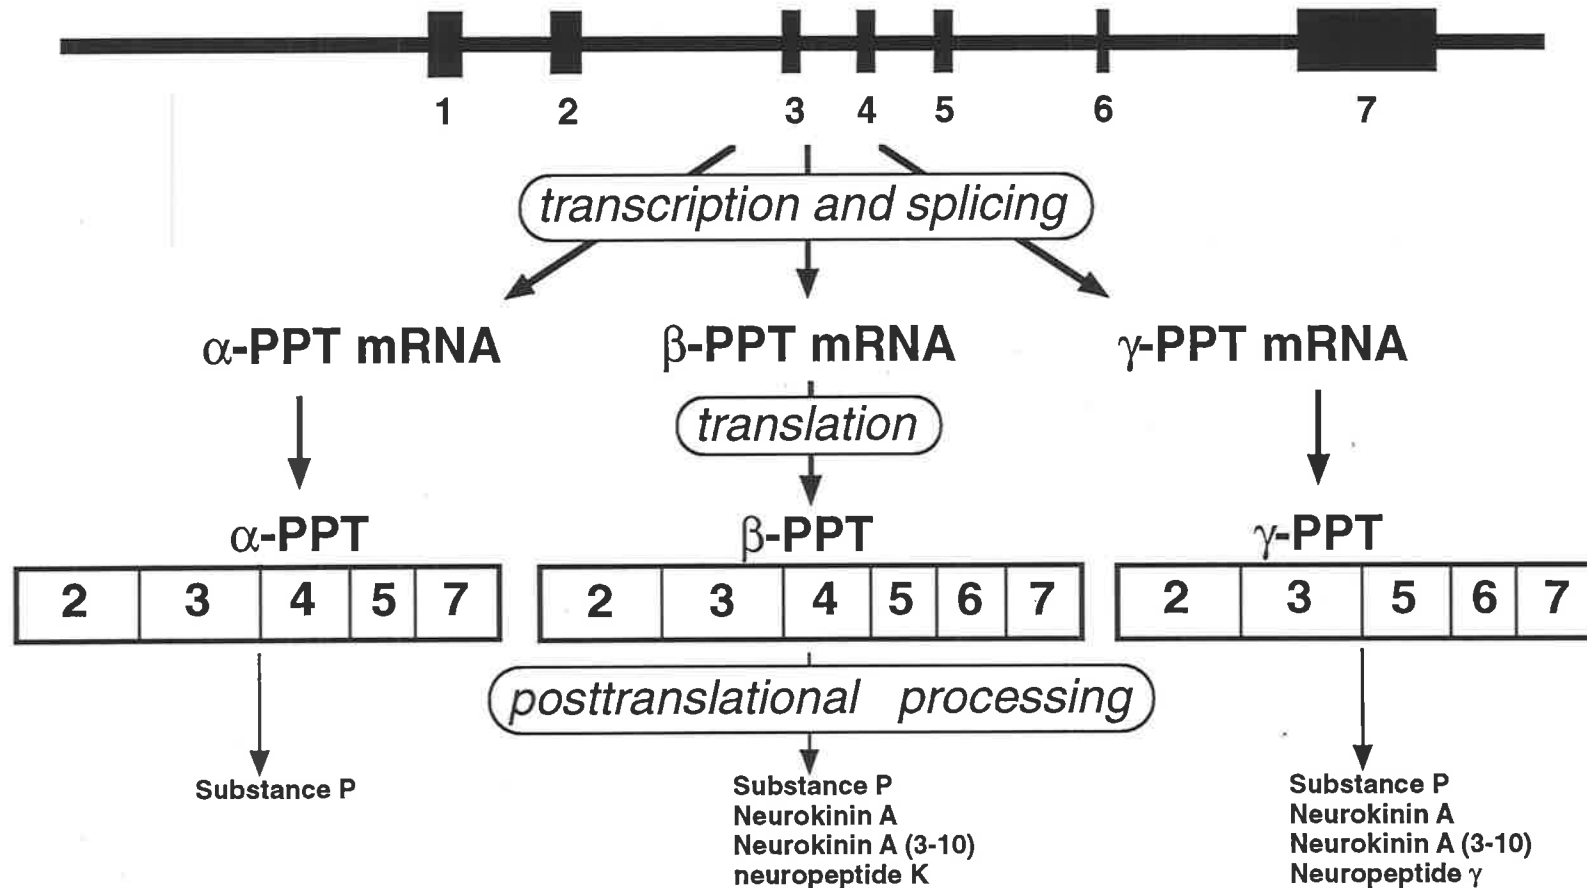 1 2 3 4 5 6 7
transcription and splicing
α-PPT mRNA β-PPT mRNA γ-PPT mRNA
translation
α-PPT β-PPT γ-PPT
2 3 4 5 7 2 3 4 5 6 7 2 3 5 6 7
posttranslational processing
Substance P
Substance P
Neurokinin A
Neurokinin A (3-10)
neuropeptide K
Substance P
Neurokinin A
Neurokinin A (3-10)
Neuropeptide γ